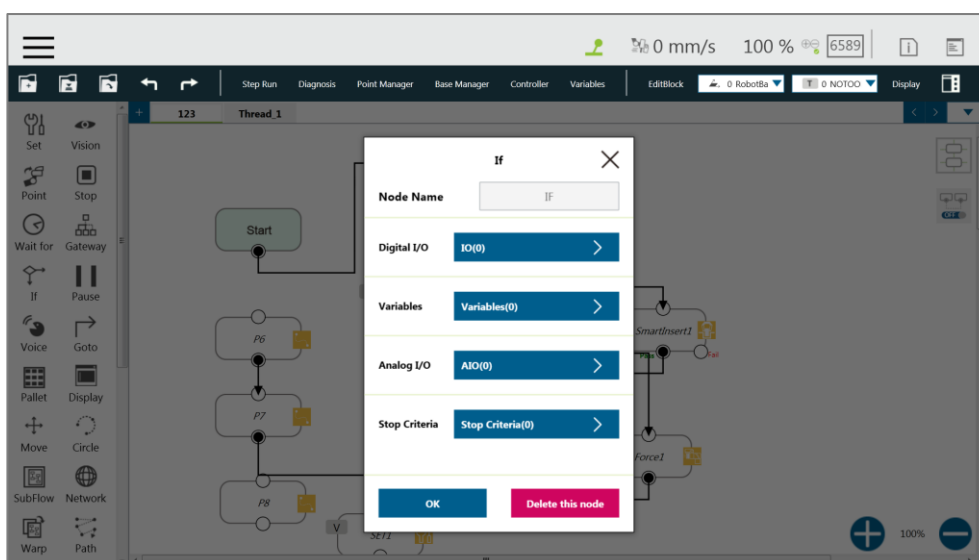 0 mm/s 100 % 6589
Step Run Diagnosis Point Manager Base Manager Controller Variables EditBlock 0 RobotBa T 0 NOTOO Display
123 Thread_1
Set Vision
Point Stop
Wait for Gateway
If Pause
Voice Goto
Pallet Display
Move Circle
SubFlow Network
Warp Path
Start
P6
P7
P8
V
SET1
If
Node Name IF
Digital I/O IO(0)
Variables Variables(0)
Analog I/O AIO(0)
Stop Criteria Stop Criteria(0)
OK Delete this node
SmartInsert1
Pass Fail
Force1
OFF
100%